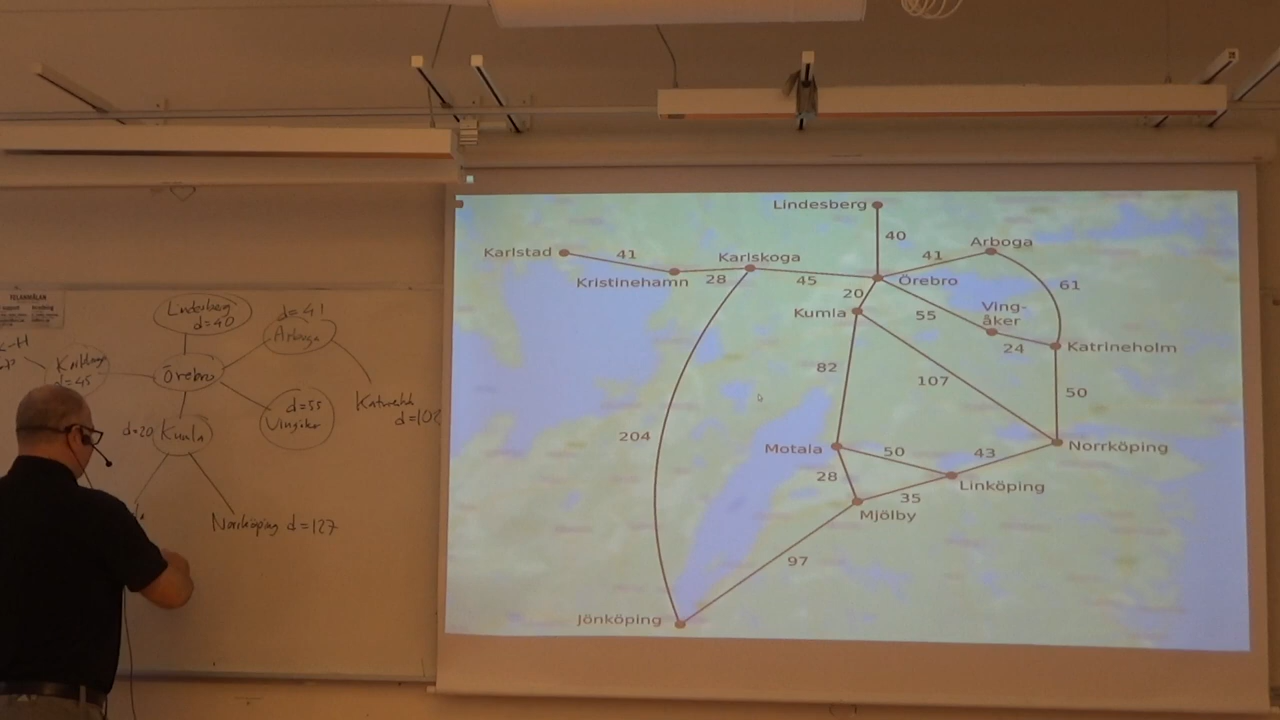 Lindesberg
40
Karlstad
41
Kristinehamn
28
Karlskoga
45
Örebro
41
Arboga
61
20
Kumla
55
Ving-
åker
24
Katrineholm
82
107
50
204
Motala
50
43
Norrköping
28
Linköping
35
Mjölby
97
Jönköping
Lindesberg
d=40
d=41
Arboga
d=45
Örebro
d=55
Vingåker
d=20
Kumla
Norrköping d=127